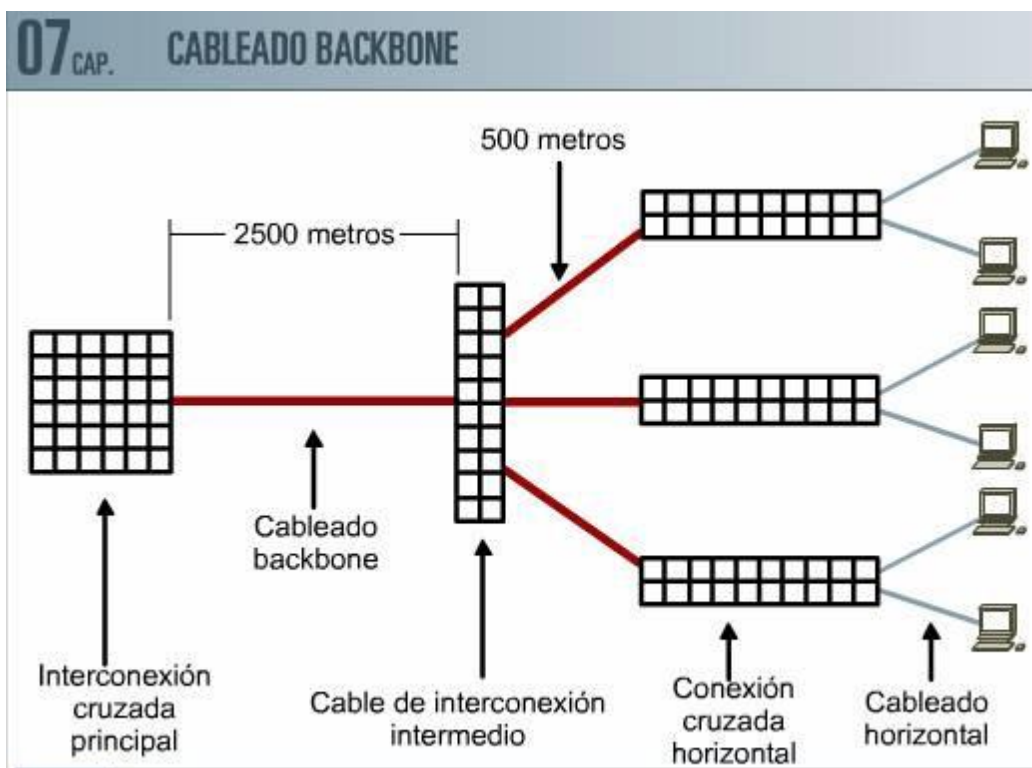 07 CAP. CABLEADO BACKBONE
500 metros
2500 metros
Cableado
backbone
Interconexión
cruzada
principal
Cable de interconexión
intermedio
Conexión
cruzada
horizontal
Cableado
horizontal